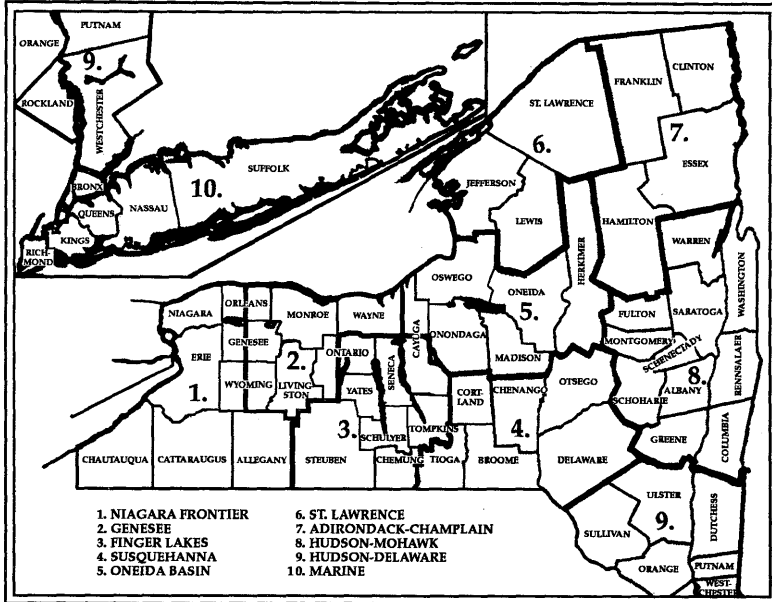 PUTNAM
ORANGE
9.
ROCKLAND
WESTCHESTER
BRONX
QUEENS
NASSAU
KINGS
RICH-
MOND
10.
SUFFOLK
ST. LAWRENCE
6.
FRANKLIN
CLINTON
7.
ESSEX
JEFFERSON
LEWIS
HAMILTON
HERKIMER
WARREN
WASHINGTON
OSWEGO
ONEIDA
5.
FULTON
SARATOGA
MONTGOMERY
SCHENECTADY
NIAGARA
ORLEANS
MONROE
WAYNE
CAYUGA
ONONDAGA
MADISON
ERIE
GENESEE
WYOMING
2.
LIVING
STON
ONTARIO
YATES
SENECA
1.
3.
SCHULYER
TOMPKINS
CORT-
LAND
CHENANGO
4.
OTSEGO
SCHOHARIE
ALBANY
8.
RENNSALAER
GREENE
COLUMBIA
CHAUTAUQUA
CATTARAUGUS
ALLEGANY
STEUBEN
CHEMUNG
TIOGA
BROOME
DELAWARE
ULSTER
9.
SULLIVAN
DUTCHESS
ORANGE
PUTNAM
WEST-
CHESTER
1. NIAGARA FRONTIER
2. GENESEE
3. FINGER LAKES
4. SUSQUEHANNA
5. ONEIDA BASIN
6. ST. LAWRENCE
7. ADIRONDACK-CHAMPLAIN
8. HUDSON-MOHAWK
9. HUDSON-DELAWARE
10. MARINE